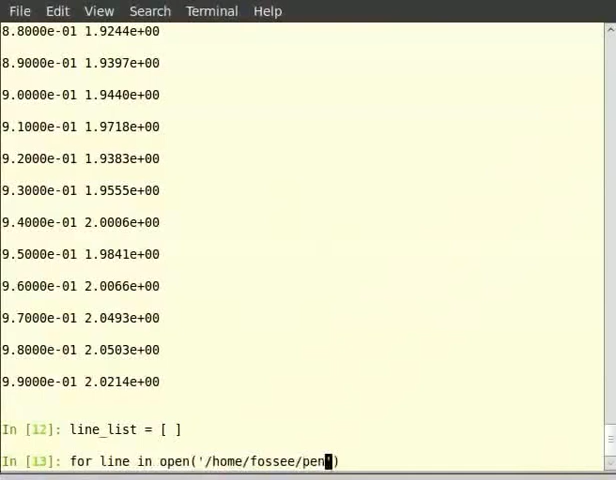 File Edit View Search Terminal Help
8.8000e-01 1.9244e+00
8.9000e-01 1.9397e+00
9.0000e-01 1.9440e+00
9.1000e-01 1.9718e+00
9.2000e-01 1.9383e+00
9.3000e-01 1.9555e+00
9.4000e-01 2.0006e+00
9.5000e-01 1.9841e+00
9.6000e-01 2.0066e+00
9.7000e-01 2.0493e+00
9.8000e-01 2.0503e+00
9.9000e-01 2.0214e+00
In [12]: line_list = [ ]
In [13]: for line in open('/home/fossee/pen')